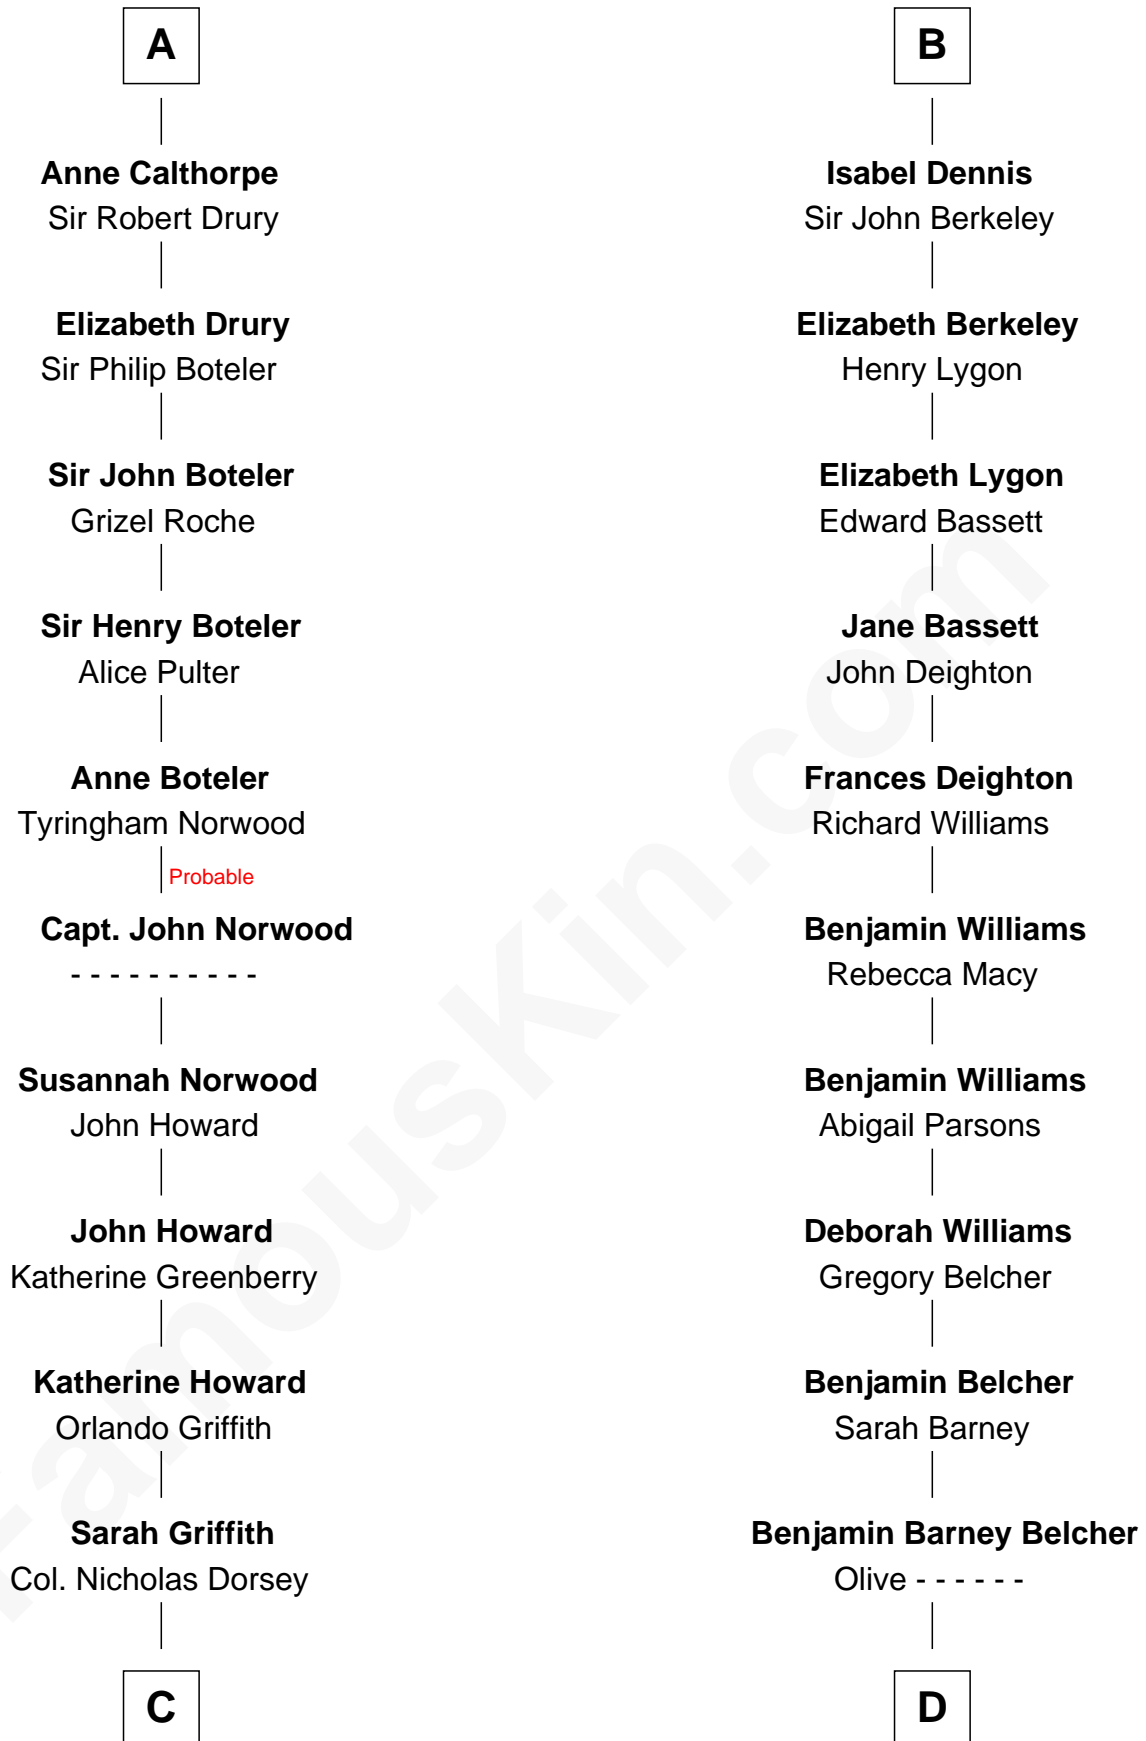 A
Anne Calthorpe
Sir Robert Drury
Elizabeth Drury
Sir Philip Boteler
Sir John Boteler
Grizel Roche
Sir Henry Boteler
Alice Pulter
Anne Boteler
Tyringham Norwood
Probable
Capt. John Norwood
- - - - - - - - - -
Susannah Norwood
John Howard
John Howard
Katherine Greenberry
Katherine Howard
Orlando Griffith
Sarah Griffith
Col. Nicholas Dorsey
C
B
Isabel Dennis
Sir John Berkeley
Elizabeth Berkeley
Henry Lygon
Elizabeth Lygon
Edward Bassett
Jane Bassett
John Deighton
Frances Deighton
Richard Williams
Benjamin Williams
Rebecca Macy
Benjamin Williams
Abigail Parsons
Deborah Williams
Gregory Belcher
Benjamin Belcher
Sarah Barney
Benjamin Barney Belcher
Olive - - - - - -
D
FamousKin.com